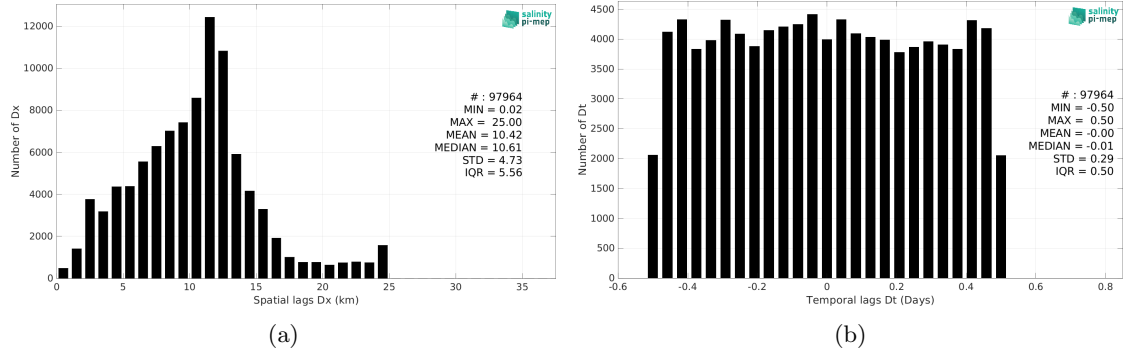 12000
10000
8000
6000
4000
2000
0
Number of Dx
salinity
pi-mep
# : 97964
MIN = 0.02
MAX = 25.00
MEAN = 10.42
MEDIAN = 10.61
STD = 4.73
IQR = 5.56
0 5 10 15 20 25 30 35
Spatial lags Dx (km)
(a)
4500
4000
3500
3000
2500
2000
1500
1000
500
0
Number of Dt
salinity
pi-mep
# : 97964
MIN = -0.50
MAX = 0.50
MEAN = -0.00
MEDIAN = -0.01
STD = 0.29
IQR = 0.50
-0.6 -0.4 -0.2 0 0.2 0.4 0.6 0.8
Temporal lags Dt (Days)
(b)